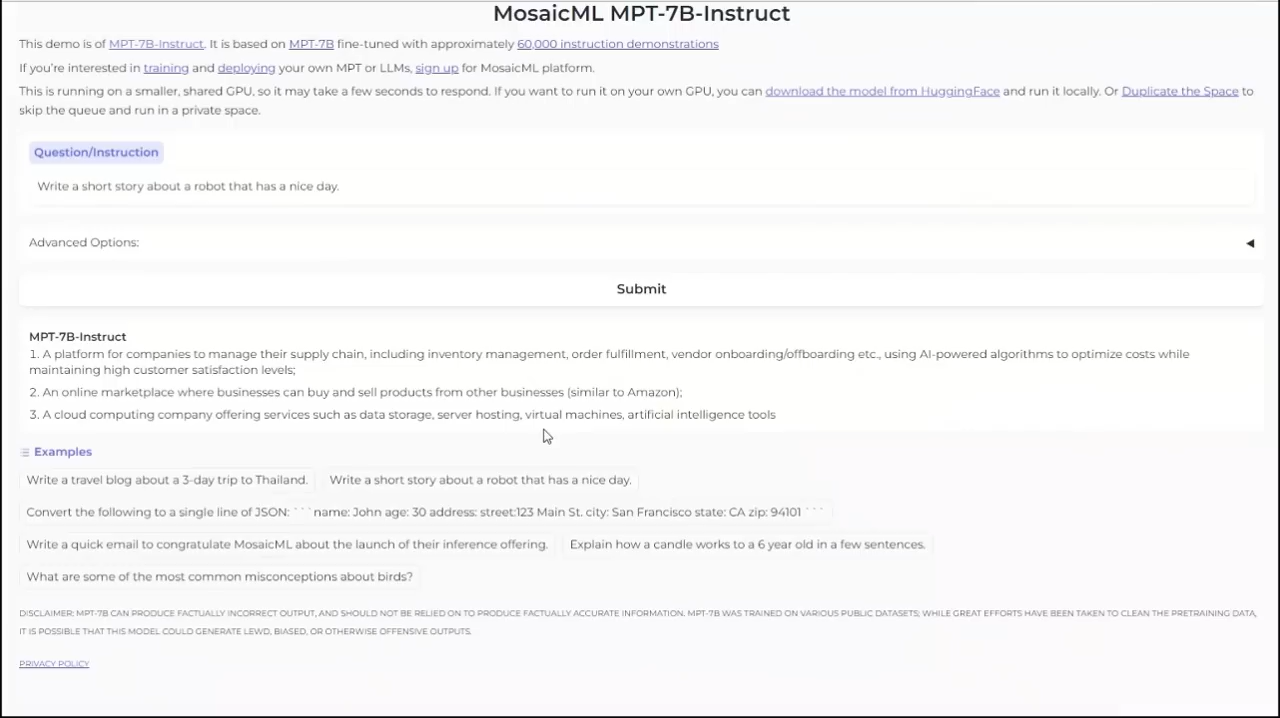 MosaicML MPT-7B-Instruct
This demo is of MPT-7B-Instruct. It is based on MPT-7B fine-tuned with approximately 60,000 instruction demonstrations
If you're interested in training and deploying your own MPT or LLMs, sign up for MosaicML platform.
This is running on a smaller, shared GPU, so it may take a few seconds to respond. If you want to run it on your own GPU, you can download the model from HuggingFace and run it locally. Or Duplicate the Space to
skip the queue and run in a private space.
Question/Instruction
Write a short story about a robot that has a nice day.
Advanced Options:
Submit
MPT-7B-Instruct
1. A platform for companies to manage their supply chain, including inventory management, order fulfillment, vendor onboarding/offboarding etc., using AI-powered algorithms to optimize costs while
maintaining high customer satisfaction levels;
2. An online marketplace where businesses can buy and sell products from other businesses (similar to Amazon);
3. A cloud computing company offering services such as data storage, server hosting, virtual machines, artificial intelligence tools
Examples
Write a travel blog about a 3-day trip to Thailand. Write a short story about a robot that has a nice day.
Convert the following to a single line of JSON: ```name: John age: 30 address: street:123 Main St. city: San Francisco state: CA zip: 94101 ```
Write a quick email to congratulate MosaicML about the launch of their inference offering. Explain how a candle works to a 6 year old in a few sentences.
What are some of the most common misconceptions about birds?
DISCLAIMER: MPT-7B CAN PRODUCE FACTUALLY INCORRECT OUTPUT, AND SHOULD NOT BE RELIED ON TO PRODUCE FACTUALLY ACCURATE INFORMATION. MPT-7B WAS TRAINED ON VARIOUS PUBLIC DATASETS; WHILE GREAT EFFORTS HAVE BEEN TAKEN TO CLEAN THE PRETRAINING DATA,
IT IS POSSIBLE THAT THIS MODEL COULD GENERATE LEWD, BIASED, OR OTHERWISE OFFENSIVE OUTPUTS.
PRIVACY POLICY